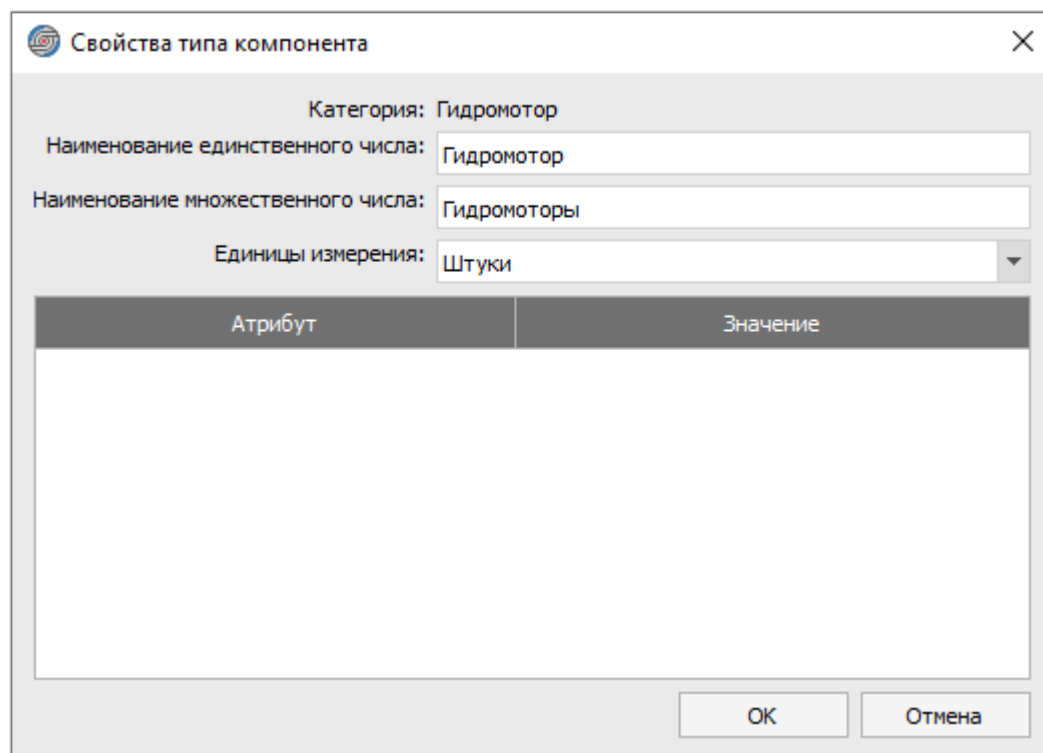 Свойства типа компонента
Категория: Гидромотор
Наименование единственного числа: Гидромотор
Наименование множественного числа: Гидромоторы
Единицы измерения: Штуки
Атрибут Значение
OK Отмена